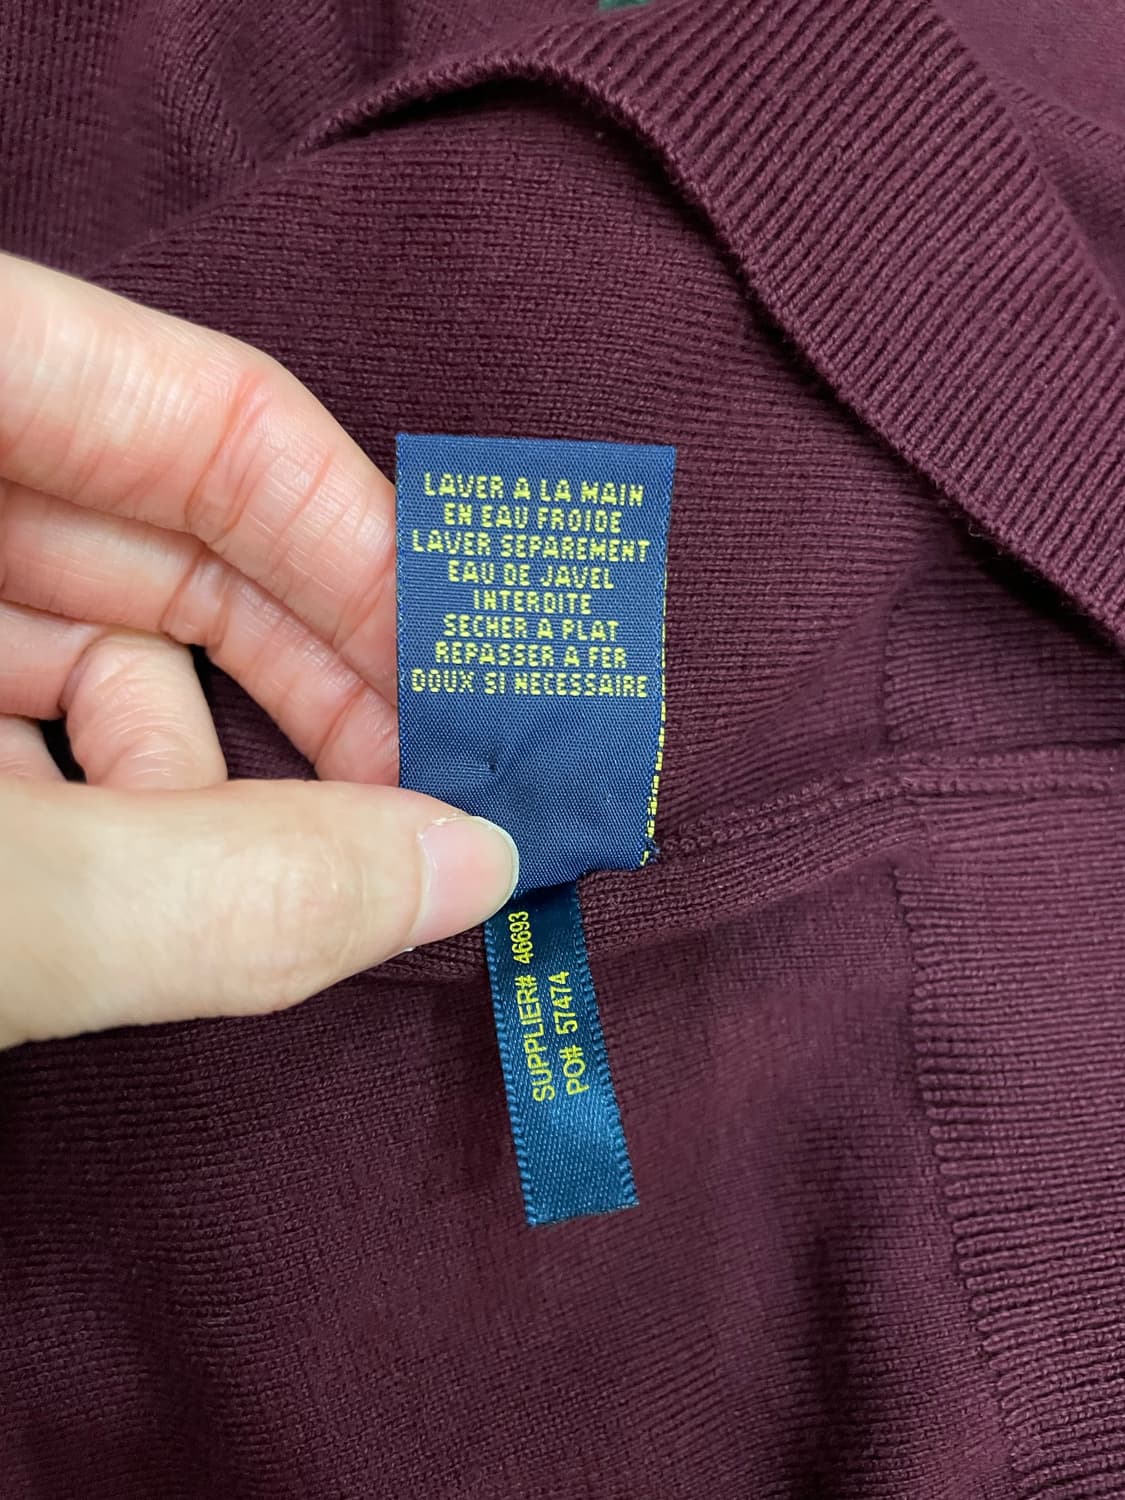 LAVER A LA MAIN
EN EAU FROIDE
LAVER SEPAREMENT
EAU DE JAVEL
INTERDITE
SECHER A PLAT
REPASSER A FER
DOUX SI NECESSAIRE
SUPPLIER# 46693
PO# 57474